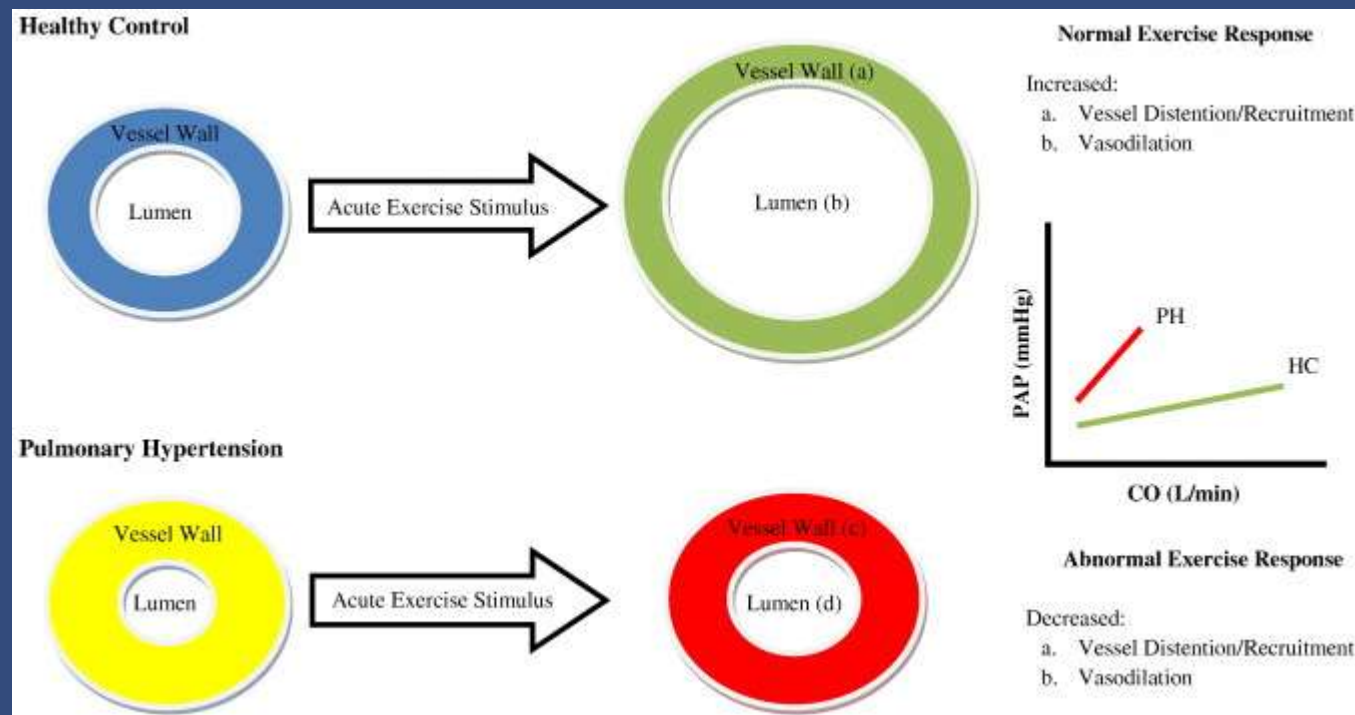 Healthy Control
Vessel Wall
Lumen
Acute Exercise Stimulus
Vessel Wall (a)
Lumen (b)
Normal Exercise Response
Increased:
a. Vessel Distention/Recruitment
b. Vasodilation
PAP (mmHg)
PH
HC
CO (L/min)
Pulmonary Hypertension
Vessel Wall
Lumen
Acute Exercise Stimulus
Vessel Wall (c)
Lumen (d)
Abnormal Exercise Response
Decreased:
a. Vessel Distention/Recruitment
b. Vasodilation